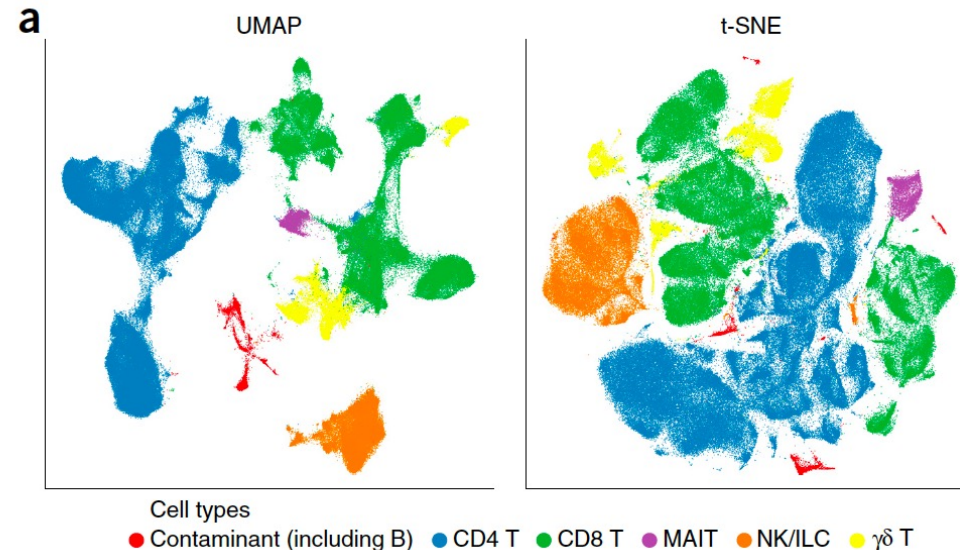 a
UMAP
t-SNE
Cell types
Contaminant (including B) CD4 T CD8 T MAIT NK/ILC γδ T